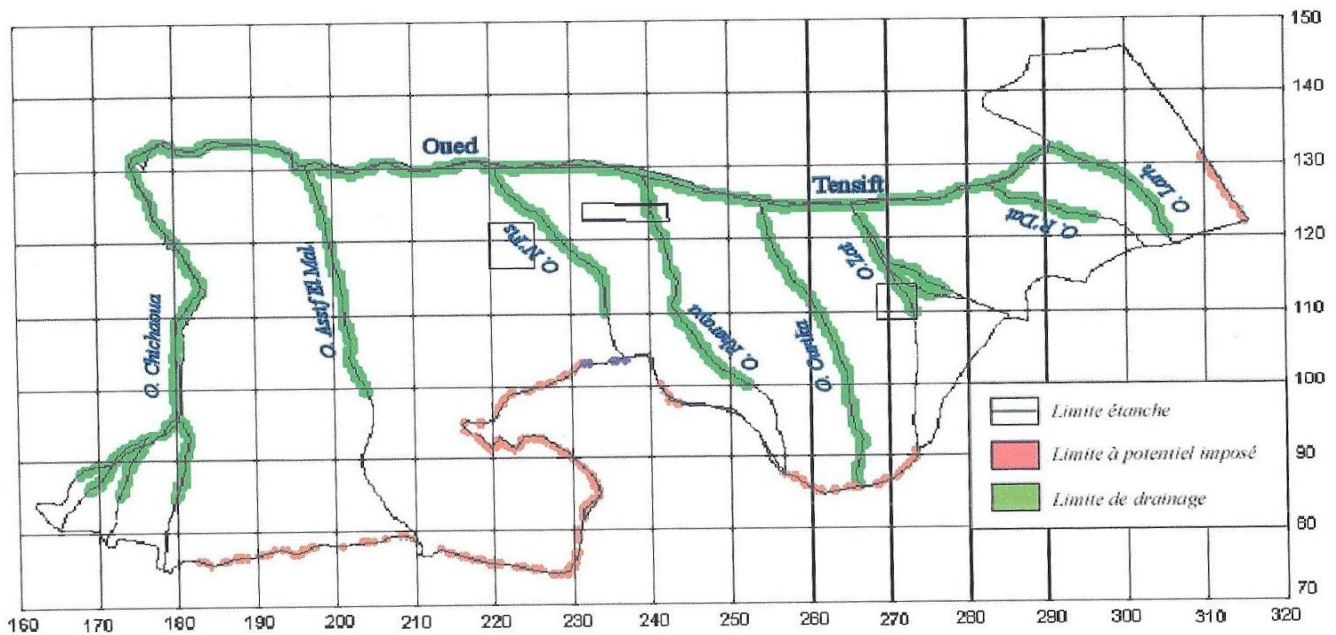 150
140
130
120
110
100
90
80
70
160 170 180 190 200 210 220 230 240 250 260 270 280 290 300 310 320
Oued
Tensift
O. Larh
O. R'Dat
O. Zat
O. N'Fis
O. Assif El Mal
O. Chichaoua
O. Rheraya
O. Ourika
Limite étanche
Limite à potentiel imposé
Limite de drainage